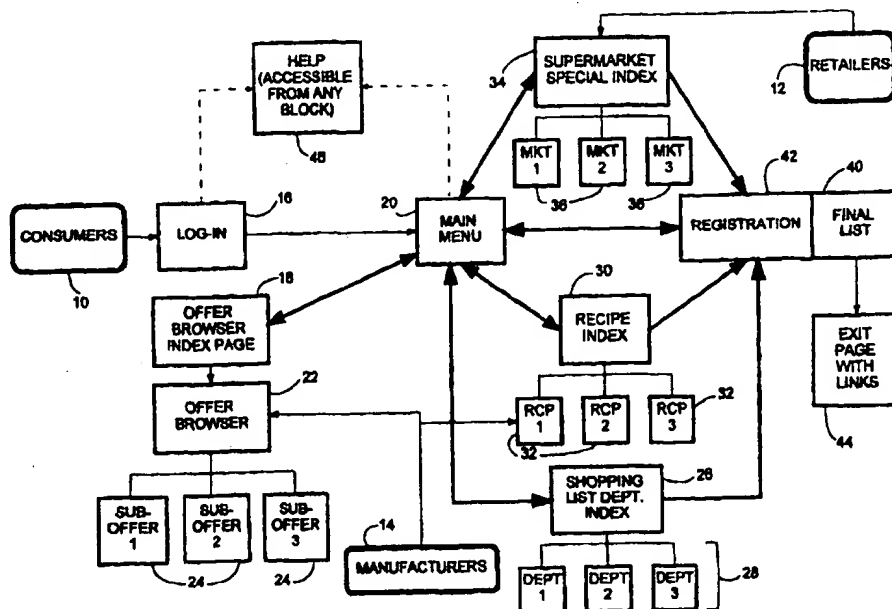 HELP
(ACCESSIBLE
FROM ANY
BLOCK)
48
34
SUPERMARKET
SPECIAL INDEX
RETAILERS
12
MKT
1
MKT
2
MKT
3
36
36
CONSUMERS
10
LOG-IN
16
20
MAIN
MENU
42
REGISTRATION
40
FINAL
LIST
18
OFFER
BROWSER
INDEX PAGE
30
RECIPE
INDEX
EXIT
PAGE
WITH
LINKS
44
22
OFFER
BROWSER
RCP
1
RCP
2
RCP
3
32
32
26
SHOPPING
LIST DEPT.
INDEX
SUB-
OFFER
1
SUB-
OFFER
2
SUB-
OFFER
3
24
24
14
MANUFACTURERS
DEPT
1
DEPT
2
DEPT
3
28